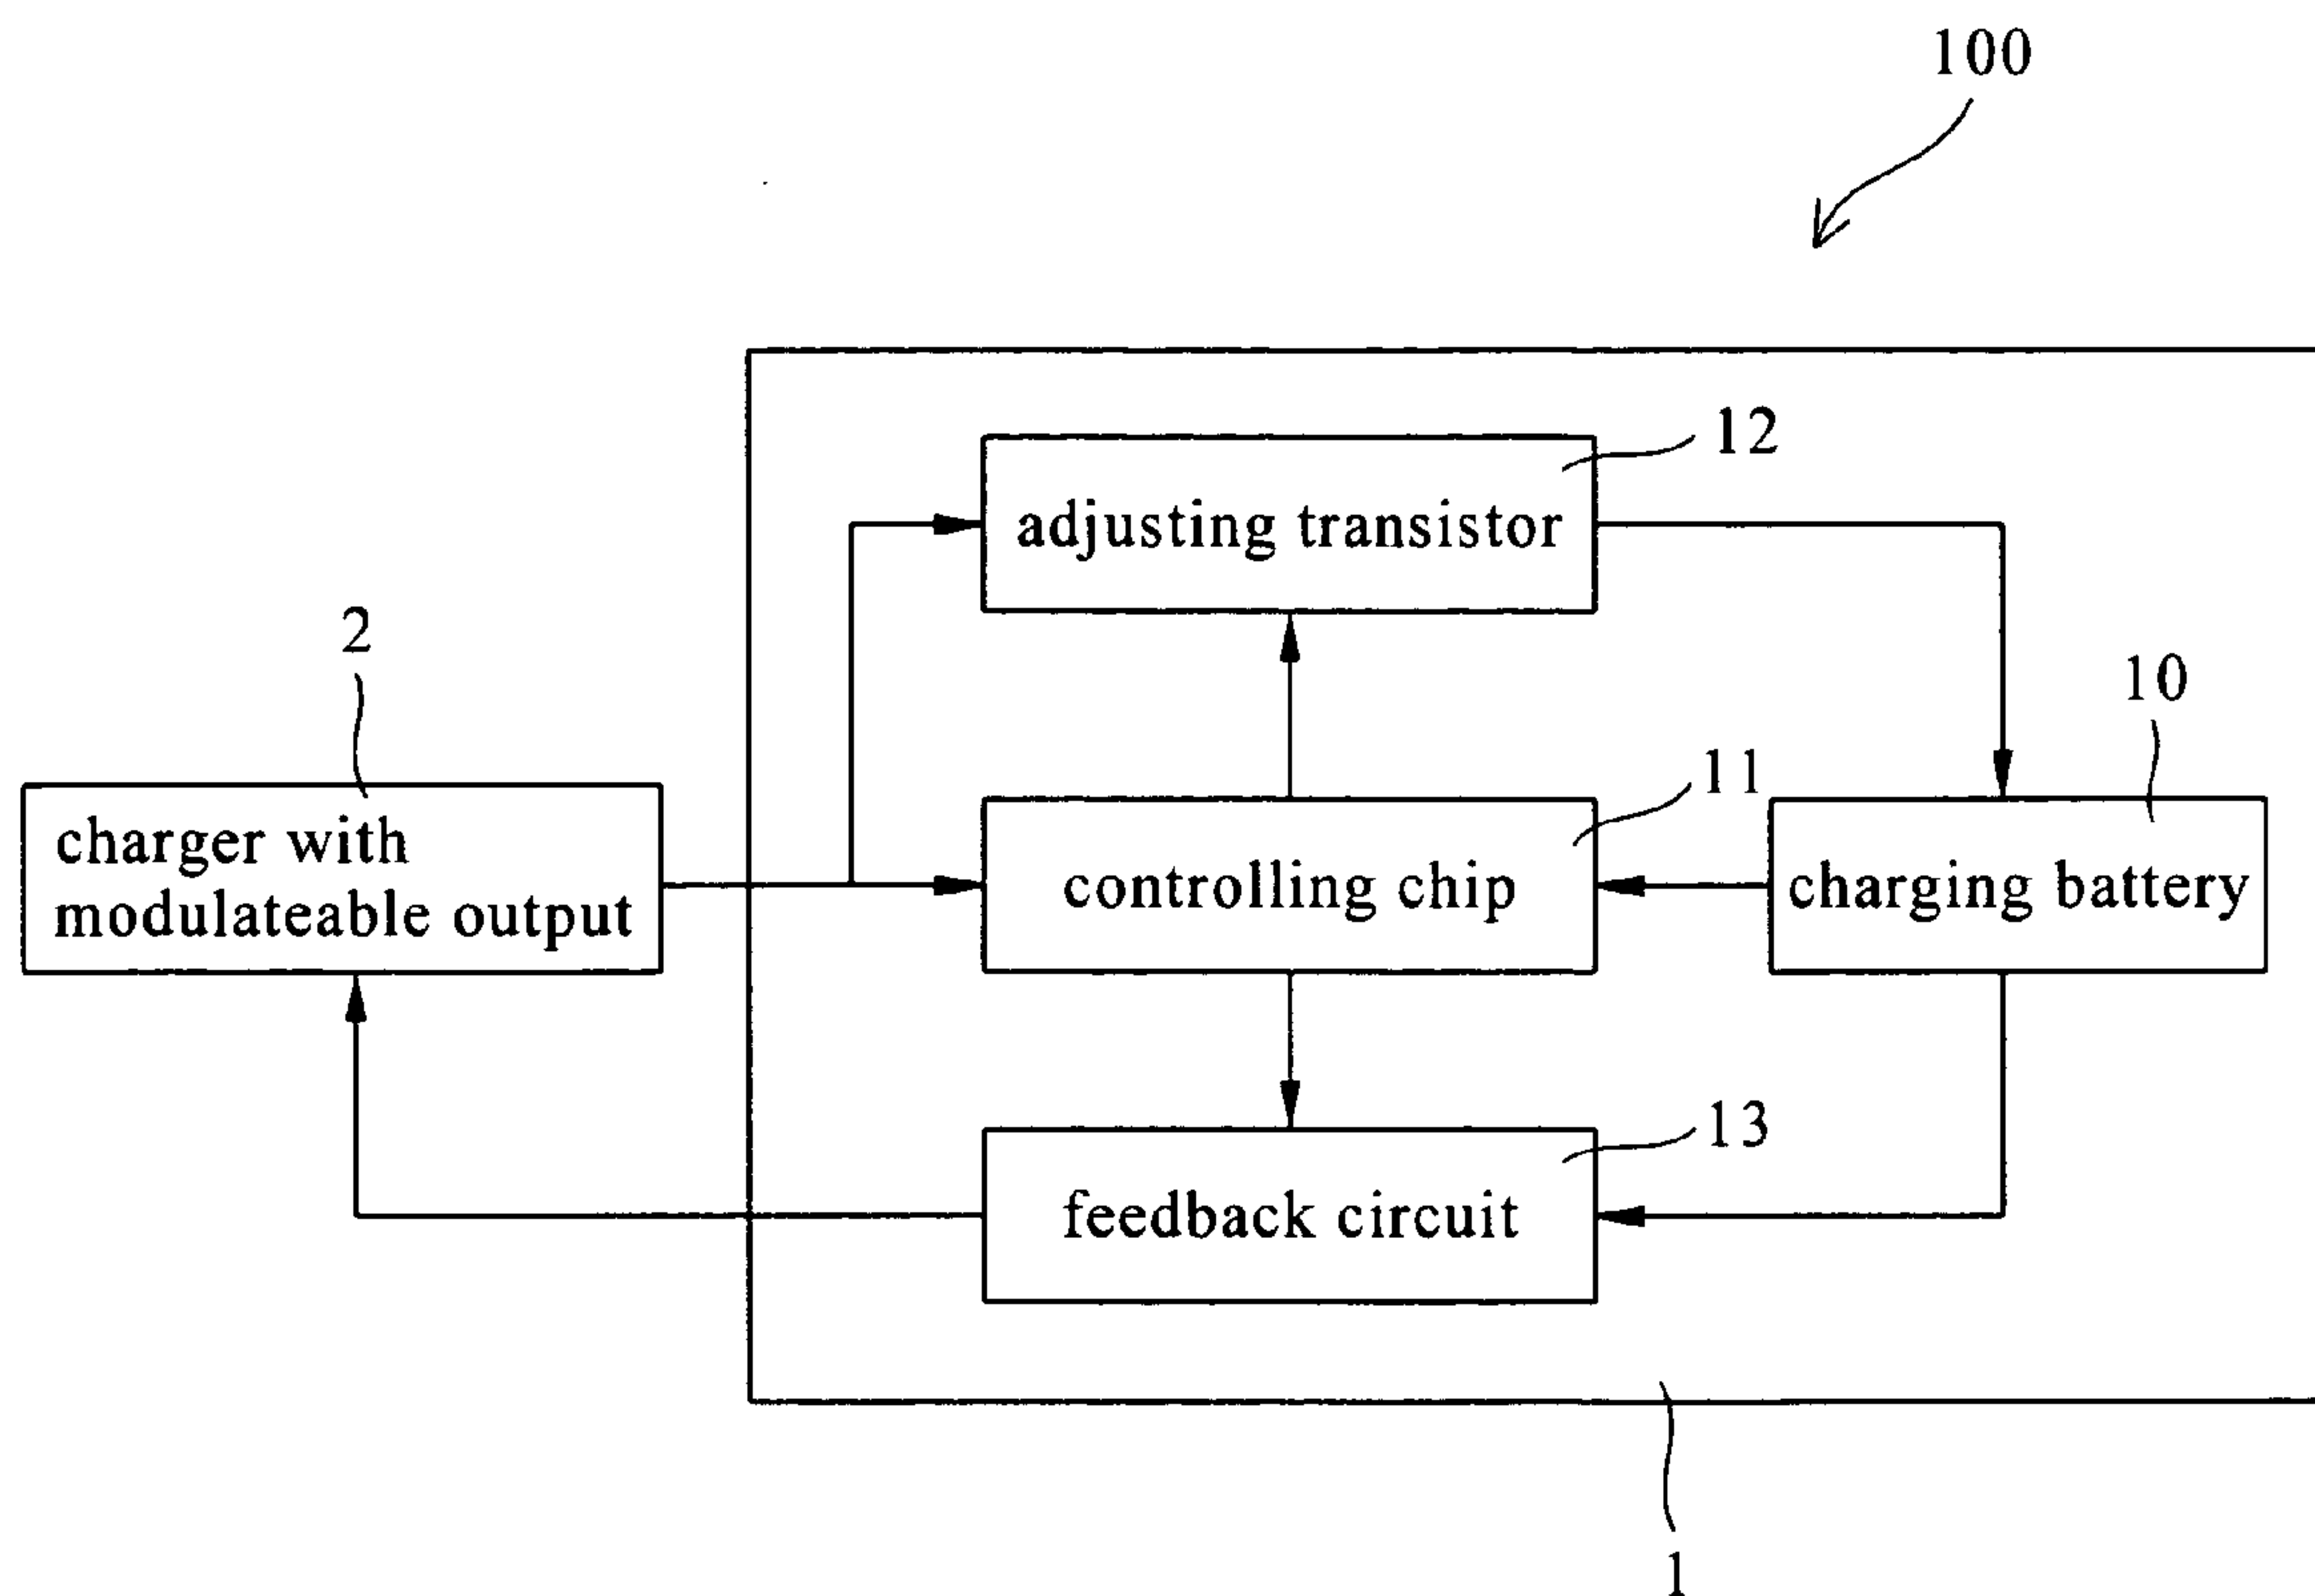 100
12
adjusting transistor
2
10
11
charger with
modulateable output
controlling chip
charging battery
13
feedback circuit
1